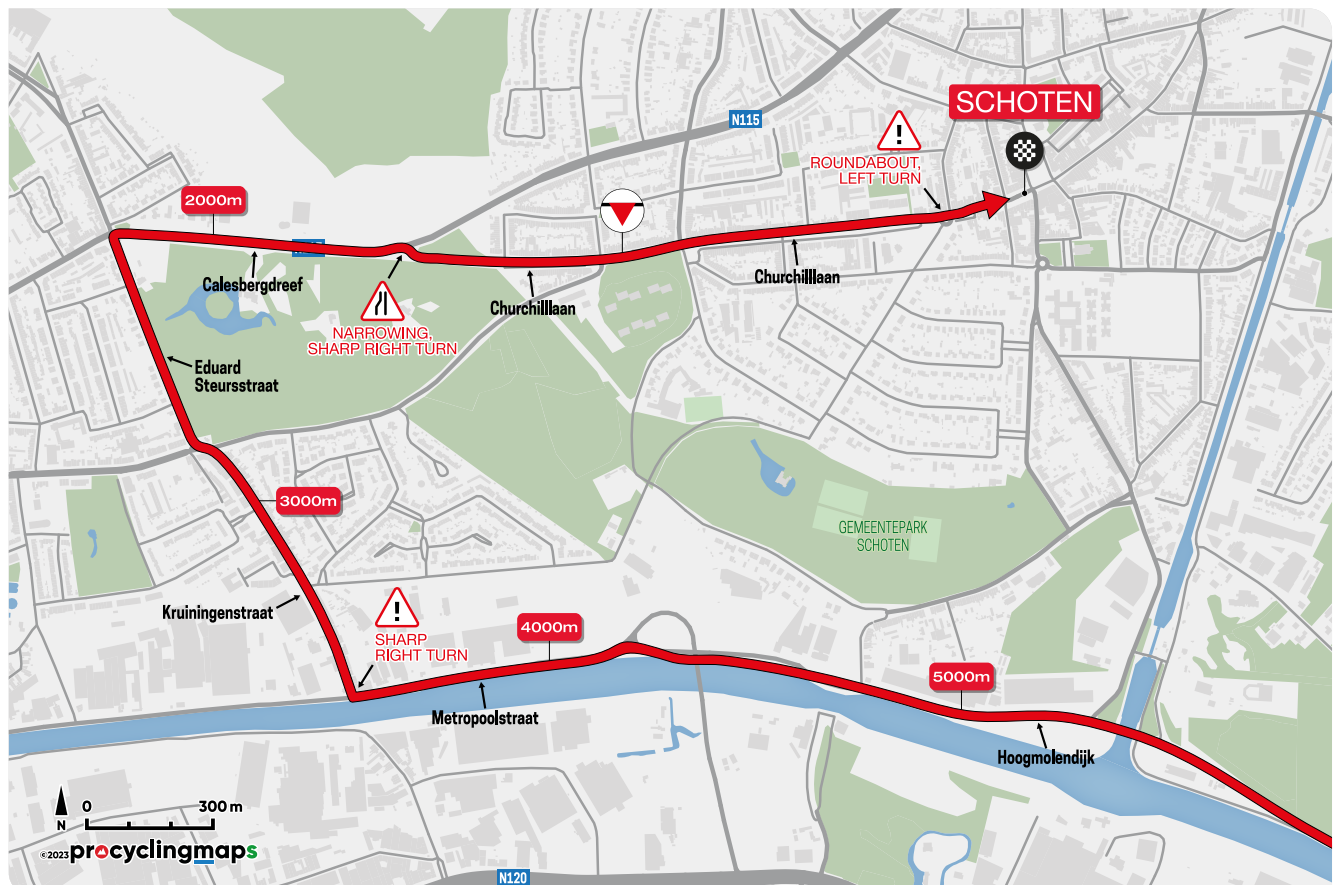 SCHOTEN
N115
!
ROUNDABOUT,
LEFT TURN
2000m
Calesbergdreef
Churchilllaan
Churchilllaan
NARROWING,
SHARP RIGHT TURN
Eduard
Steursstraat
3000m
GEMEENTEPARK
SCHOTEN
Kruiningenstraat
!
SHARP
RIGHT TURN
4000m
5000m
Metropoolstraat
Hoogmolendijk
0 300 m
N
©2023 procyclingmaps
N120